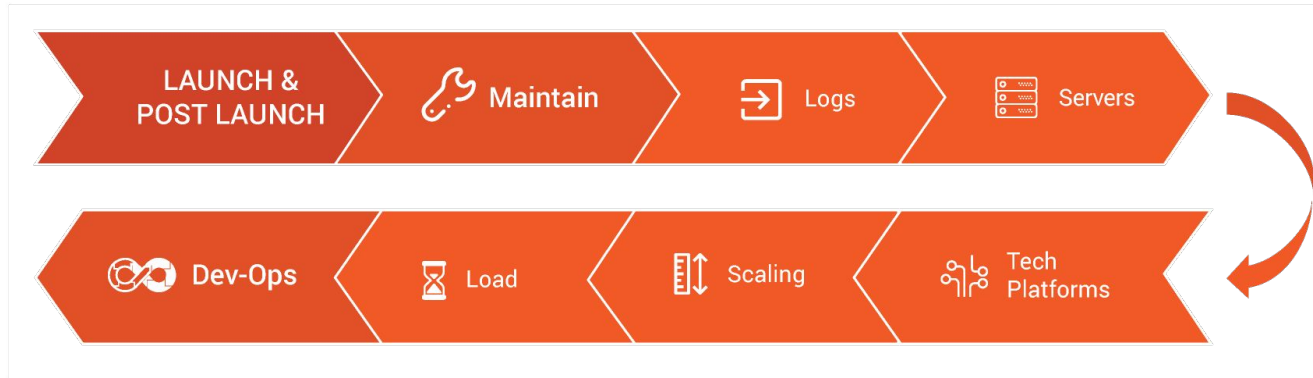 LAUNCH &
POST LAUNCH
Maintain
Logs
Servers
Tech
Platforms
Scaling
Load
Dev-Ops